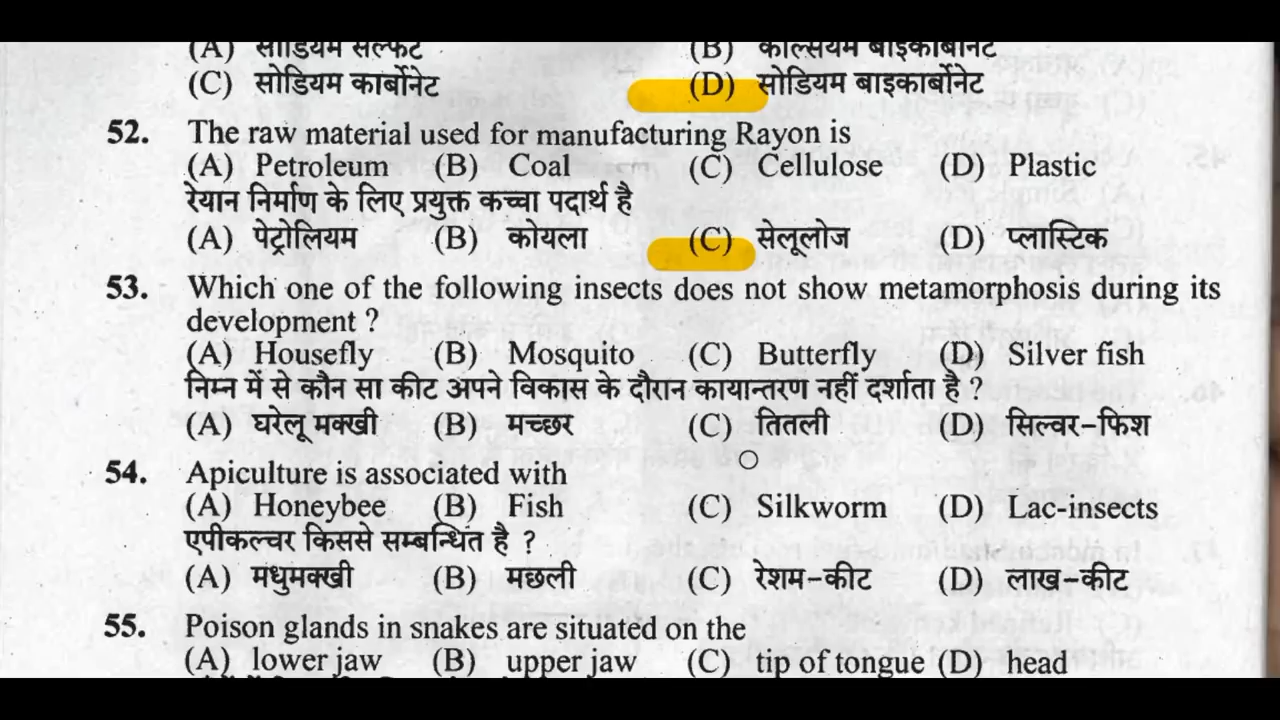 (A) सोडियम सल्फेट (B) कैल्सियम बाइकार्बोनेट
(C) सोडियम कार्बोनेट (D) सोडियम बाइकार्बोनेट
52. The raw material used for manufacturing Rayon is
(A) Petroleum (B) Coal (C) Cellulose (D) Plastic
रेयान निर्माण के लिए प्रयुक्त कच्चा पदार्थ है
(A) पेट्रोलियम (B) कोयला (C) सेलूलोज (D) प्लास्टिक
53. Which one of the following insects does not show metamorphosis during its
development ?
(A) Housefly (B) Mosquito (C) Butterfly (D) Silver fish
निम्न में से कौन सा कीट अपने विकास के दौरान कायान्तरण नहीं दर्शाता है ?
(A) घरेलू मक्खी (B) मच्छर (C) तितली (D) सिल्वर-फिश
54. Apiculture is associated with
(A) Honeybee (B) Fish (C) Silkworm (D) Lac-insects
एपीकल्चर किससे सम्बन्धित है ?
(A) मधुमक्खी (B) मछली (C) रेशम-कीट (D) लाख-कीट
55. Poison glands in snakes are situated on the
(A) lower jaw (B) upper jaw (C) tip of tongue (D) head